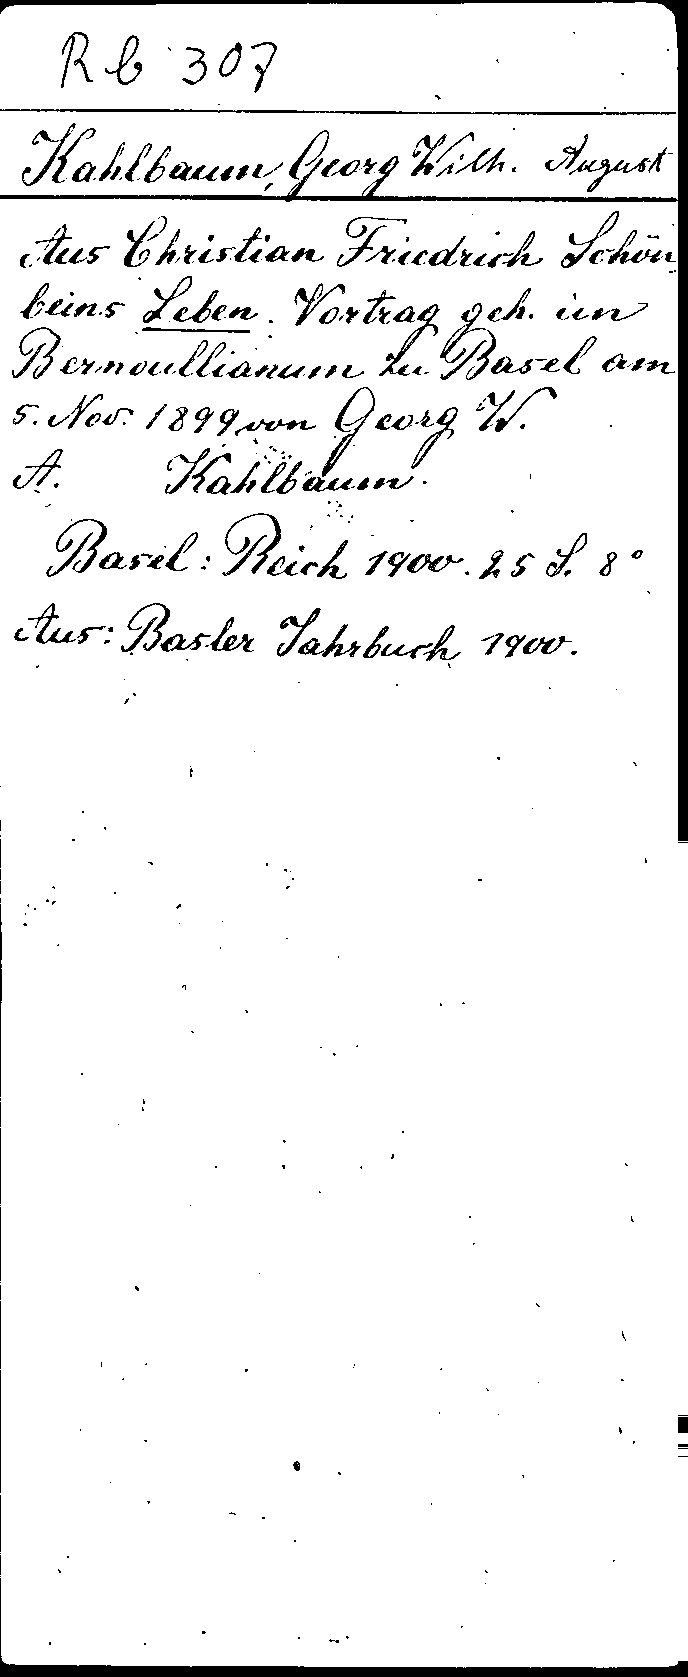 Rb 307
Kahlbaum, Georg Wilh. August
Aus Christian Friedrich Schön-
beins Leben. Vortrag geh. im
Bernoullianum zu Basel am
5. Nov. 1899 von Georg W.
A. Kahlbaum.
Basel: Reich 1900. 25 S. 8°
Aus: Basler Jahrbuch 1900.